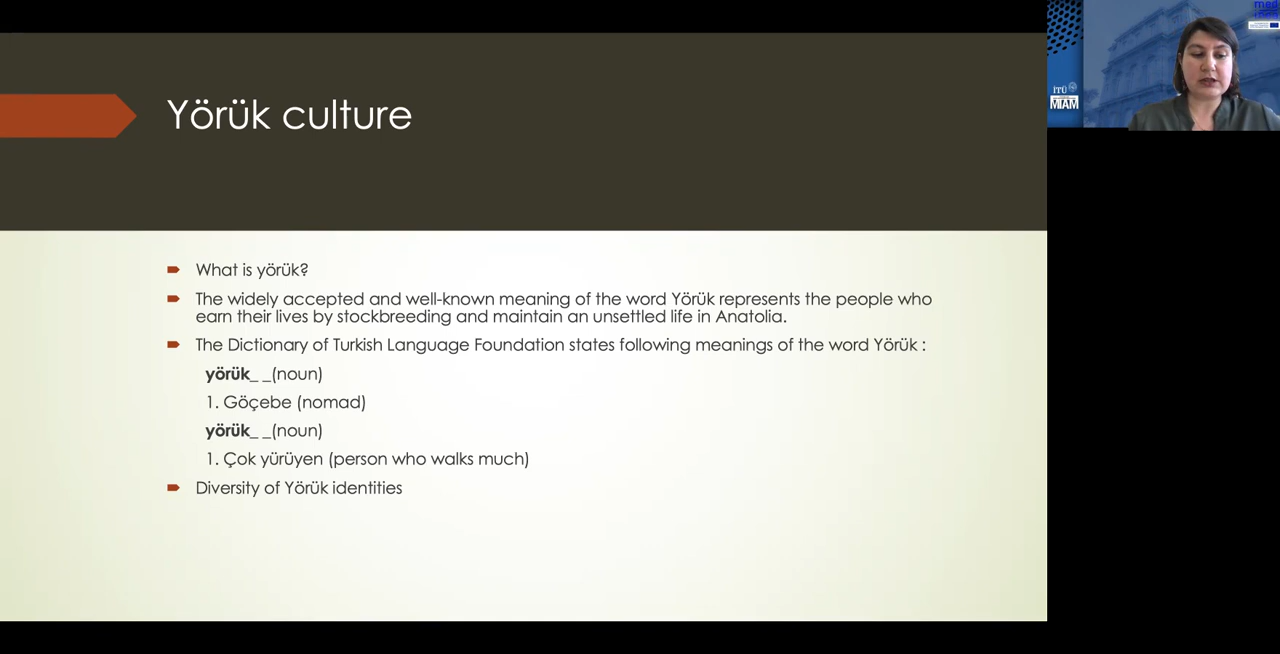 Yörük culture
What is yörük?
The widely accepted and well-known meaning of the word Yörük represents the people who
earn their lives by stockbreeding and maintain an unsettled life in Anatolia.
The Dictionary of Turkish Language Foundation states following meanings of the word Yörük :
yörük_ _(noun)
1. Göçebe (nomad)
yörük_ _(noun)
1. Çok yürüyen (person who walks much)
Diversity of Yörük identities
İTÜ
MIAM
med